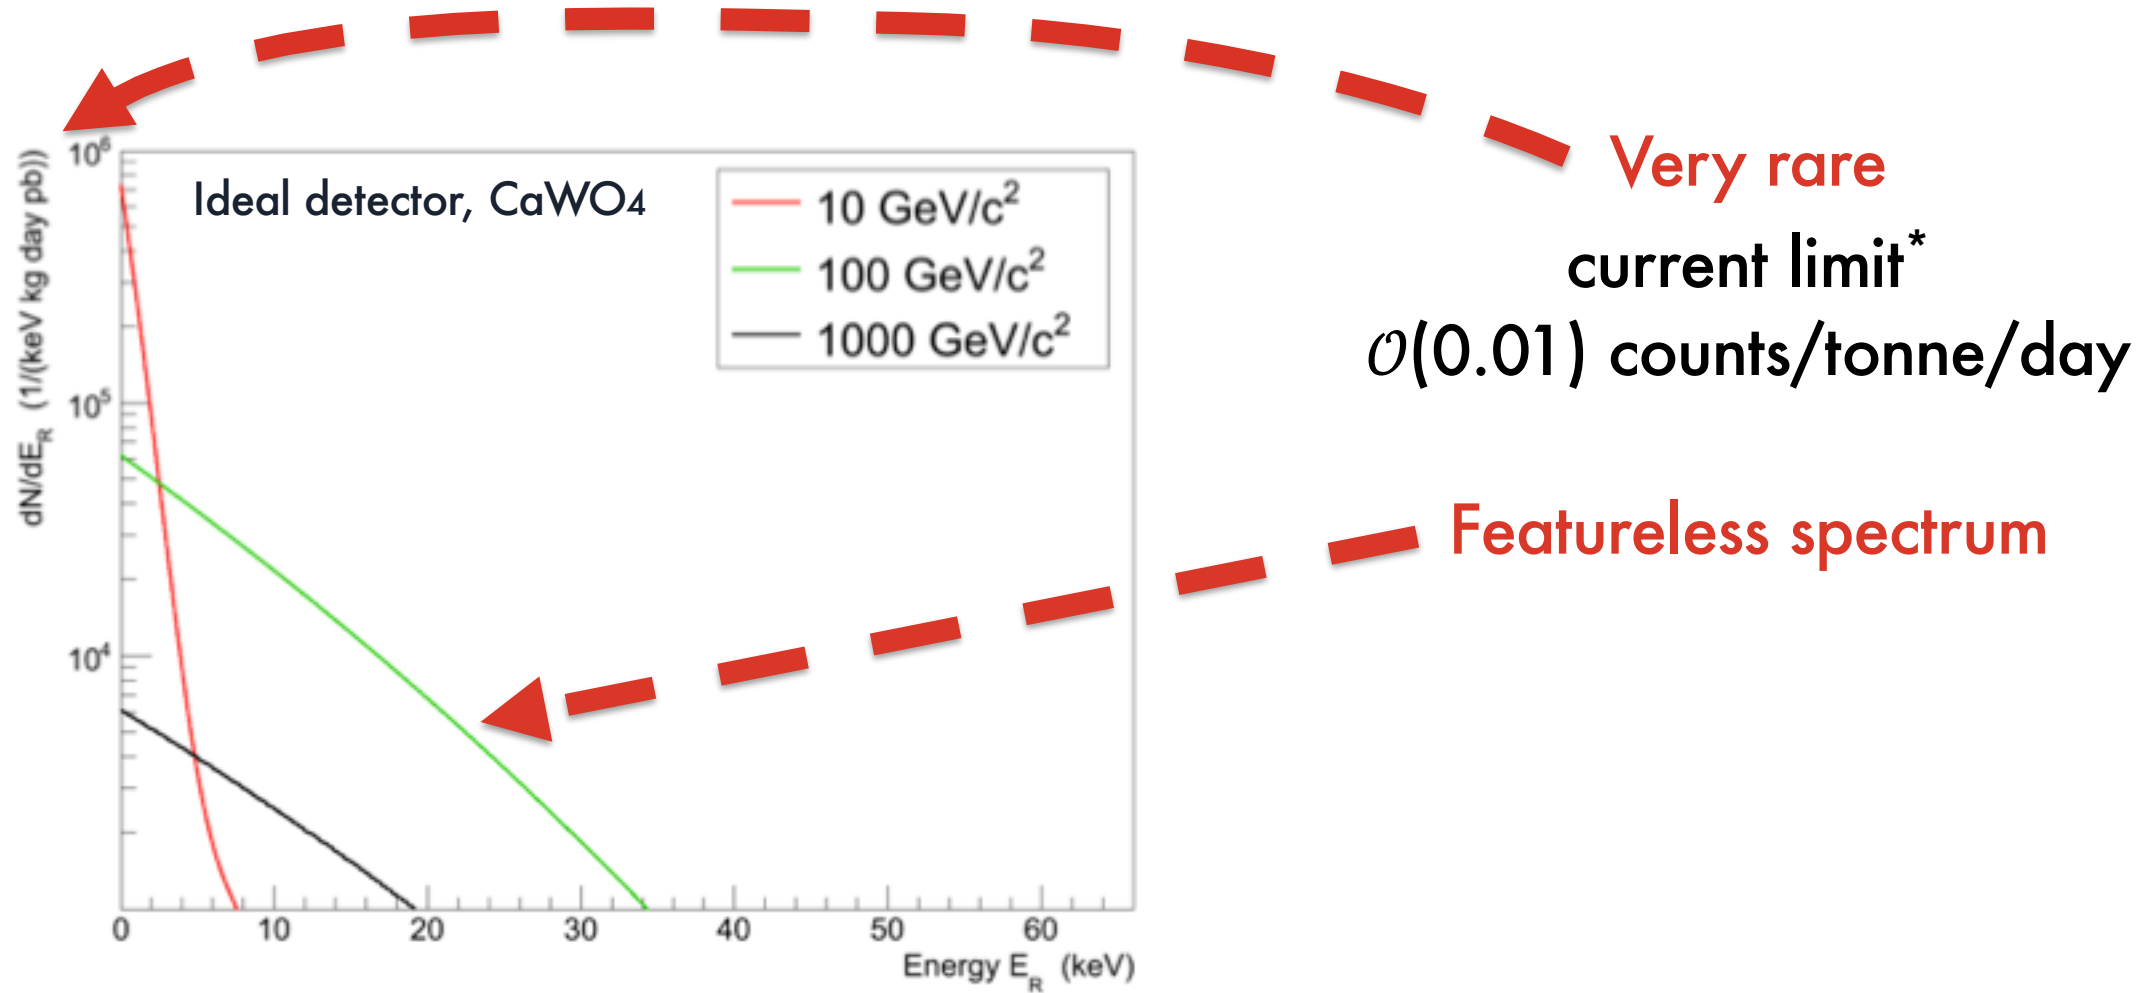 Very rare
current limit*
𝒪(0.01) counts/tonne/day
Featureless spectrum
Ideal detector, CaWO4
10 GeV/c²
100 GeV/c²
1000 GeV/c²
dN/dE_R (1/(keV kg day pb))
10⁶
10⁵
10⁴
0 10 20 30 40 50 60
Energy E_R (keV)